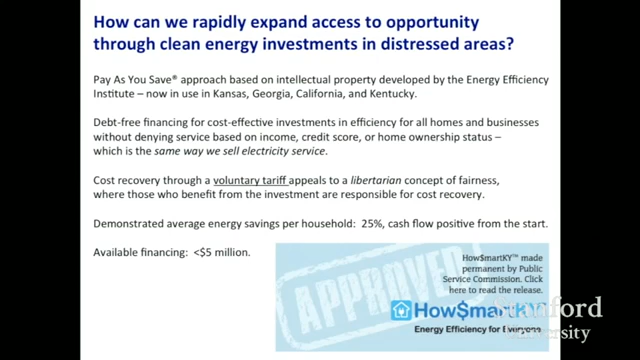 How can we rapidly expand access to opportunity
through clean energy investments in distressed areas?
Pay As You Save® approach based on intellectual property developed by the Energy Efficiency
Institute – now in use in Kansas, Georgia, California, and Kentucky.
Debt-free financing for cost-effective investments in efficiency for all homes and businesses
without denying service based on income, credit score, or home ownership status –
which is the same way we sell electricity service.
Cost recovery through a voluntary tariff appeals to a libertarian concept of fairness,
where those who benefit from the investment are responsible for cost recovery.
Demonstrated average energy savings per household: 25%, cash flow positive from the start.
Available financing: <$5 million.
APPROVED
How$martKY™ made
permanent by Public
Service Commission. Click
here to read the release.
How$martKY
Energy Efficiency for Everyone
Stanford
University